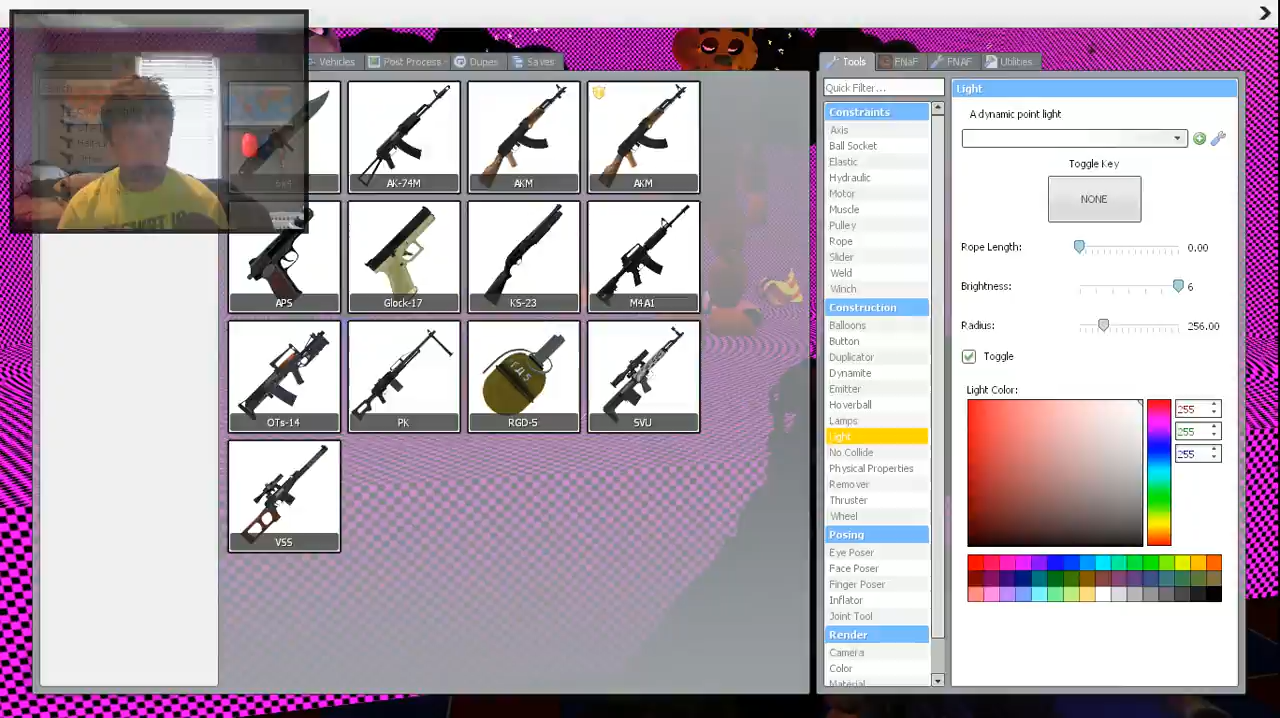 Vehicles
Post Process
Dupes
Saves
6x4
AK-74M
AKM
AKM
APS
Glock-17
KS-23
M4A1
OTs-14
PK
RGD-5
SVU
VSS
Tools
FNaF
FNAF
Utilities
Quick Filter...
Constraints
Axis
Ball Socket
Elastic
Hydraulic
Motor
Muscle
Pulley
Rope
Slider
Weld
Winch
Construction
Balloons
Button
Duplicator
Dynamite
Emitter
Hoverball
Lamps
Light
No Collide
Physical Properties
Remover
Thruster
Wheel
Posing
Eye Poser
Face Poser
Finger Poser
Inflator
Joint Tool
Render
Camera
Color
Material
Light
A dynamic point light
Toggle Key
NONE
Rope Length: 0.00
Brightness: 6
Radius: 256.00
Toggle
Light Color:
255
255
255